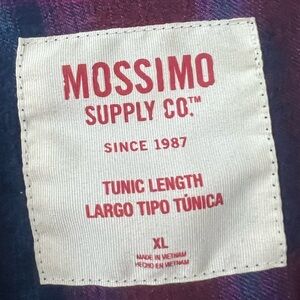 MOSSIMO
SUPPLY CO.™
SINCE 1987
TUNIC LENGTH
LARGO TIPO TÚNICA
XL
MADE IN VIETNAM
HECHO EN VIETNAM